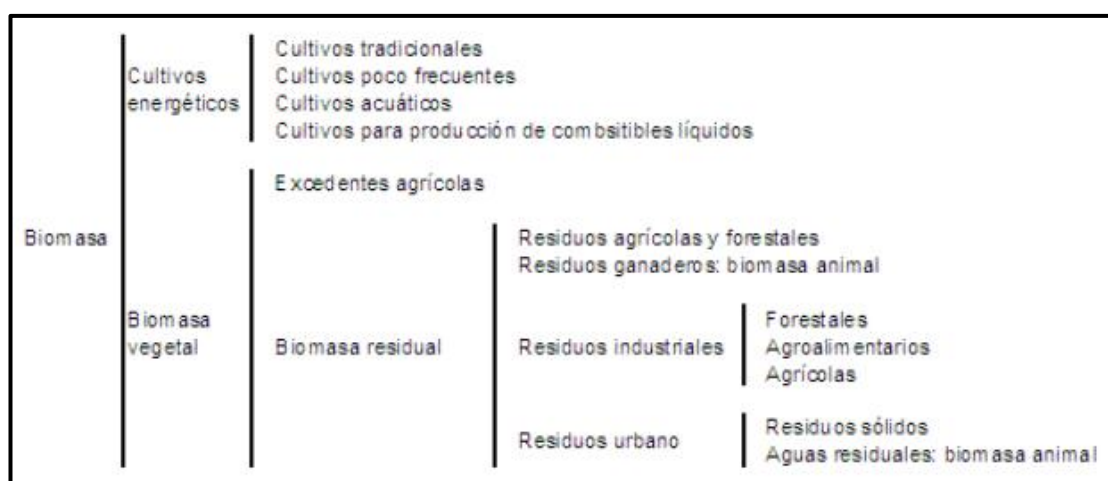 Cultivos tradicionales
Cultivos Cultivos poco frecuentes
energéticos Cultivos acuáticos
Cultivos para producción de combsitibles líquidos
Excedentes agrícolas
Biomasa Residuos agrícolas y forestales
Residuos ganaderos: biomasa animal
Biomasa Forestales
vegetal Biomasa residual Residuos industriales Agroalimentarios
Agrícolas
Residuos urbano Residuos sólidos
Aguas residuales: biomasa animal